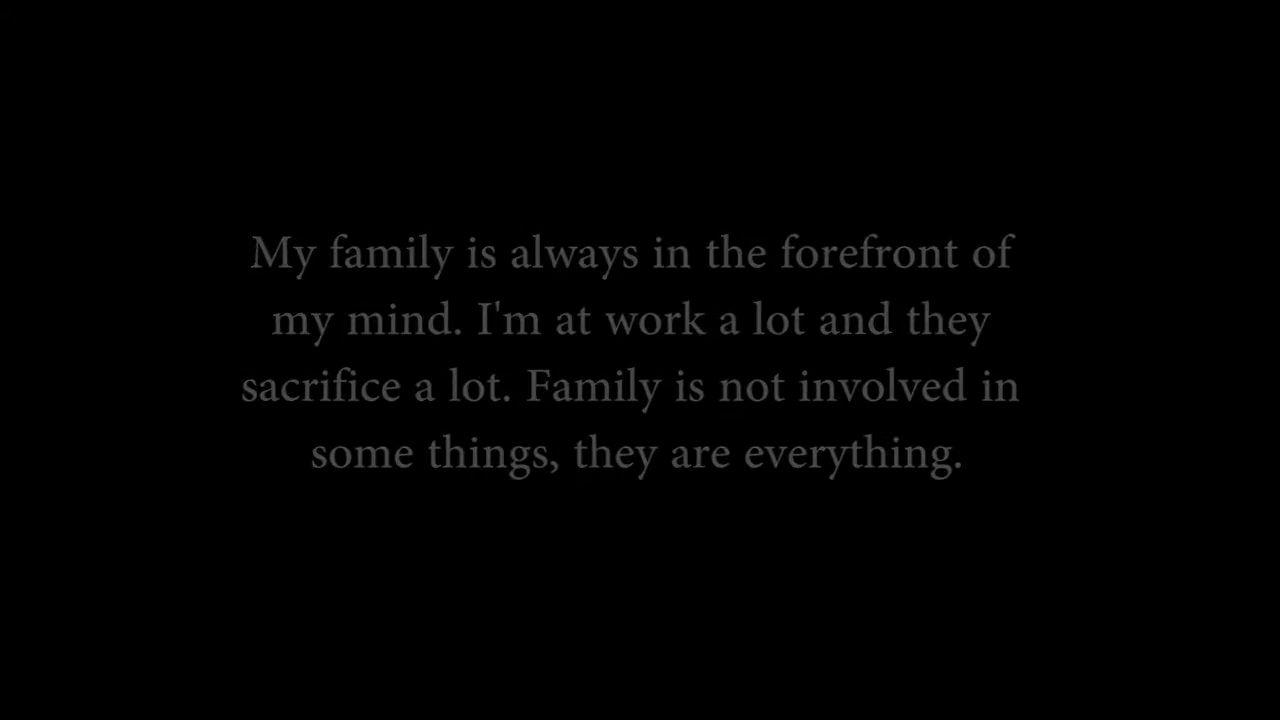 My family is always in the forefront of
my mind. I'm at work a lot and they
sacrifice a lot. Family is not involved in
some things, they are everything.